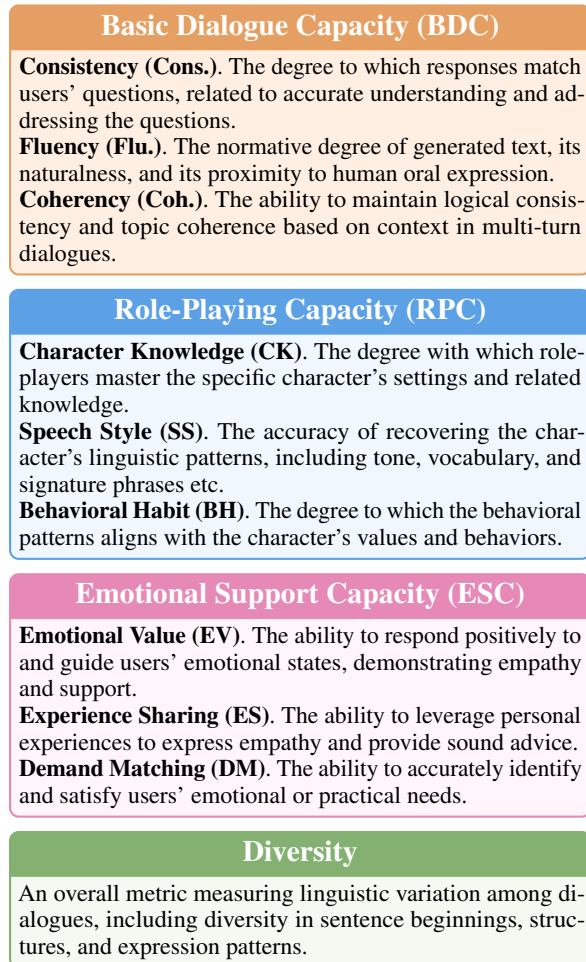 Basic Dialogue Capacity (BDC)
Consistency (Cons.). The degree to which responses match
users' questions, related to accurate understanding and ad-
dressing the questions.
Fluency (Flu.). The normative degree of generated text, its
naturalness, and its proximity to human oral expression.
Coherency (Coh.). The ability to maintain logical consis-
tency and topic coherence based on context in multi-turn
dialogues.
Role-Playing Capacity (RPC)
Character Knowledge (CK). The degree with which role-
players master the specific character's settings and related
knowledge.
Speech Style (SS). The accuracy of recovering the char-
acter's linguistic patterns, including tone, vocabulary, and
signature phrases etc.
Behavioral Habit (BH). The degree to which the behavioral
patterns aligns with the character's values and behaviors.
Emotional Support Capacity (ESC)
Emotional Value (EV). The ability to respond positively to
and guide users' emotional states, demonstrating empathy
and support.
Experience Sharing (ES). The ability to leverage personal
experiences to express empathy and provide sound advice.
Demand Matching (DM). The ability to accurately identify
and satisfy users' emotional or practical needs.
Diversity
An overall metric measuring linguistic variation among di-
alogues, including diversity in sentence beginnings, struc-
tures, and expression patterns.